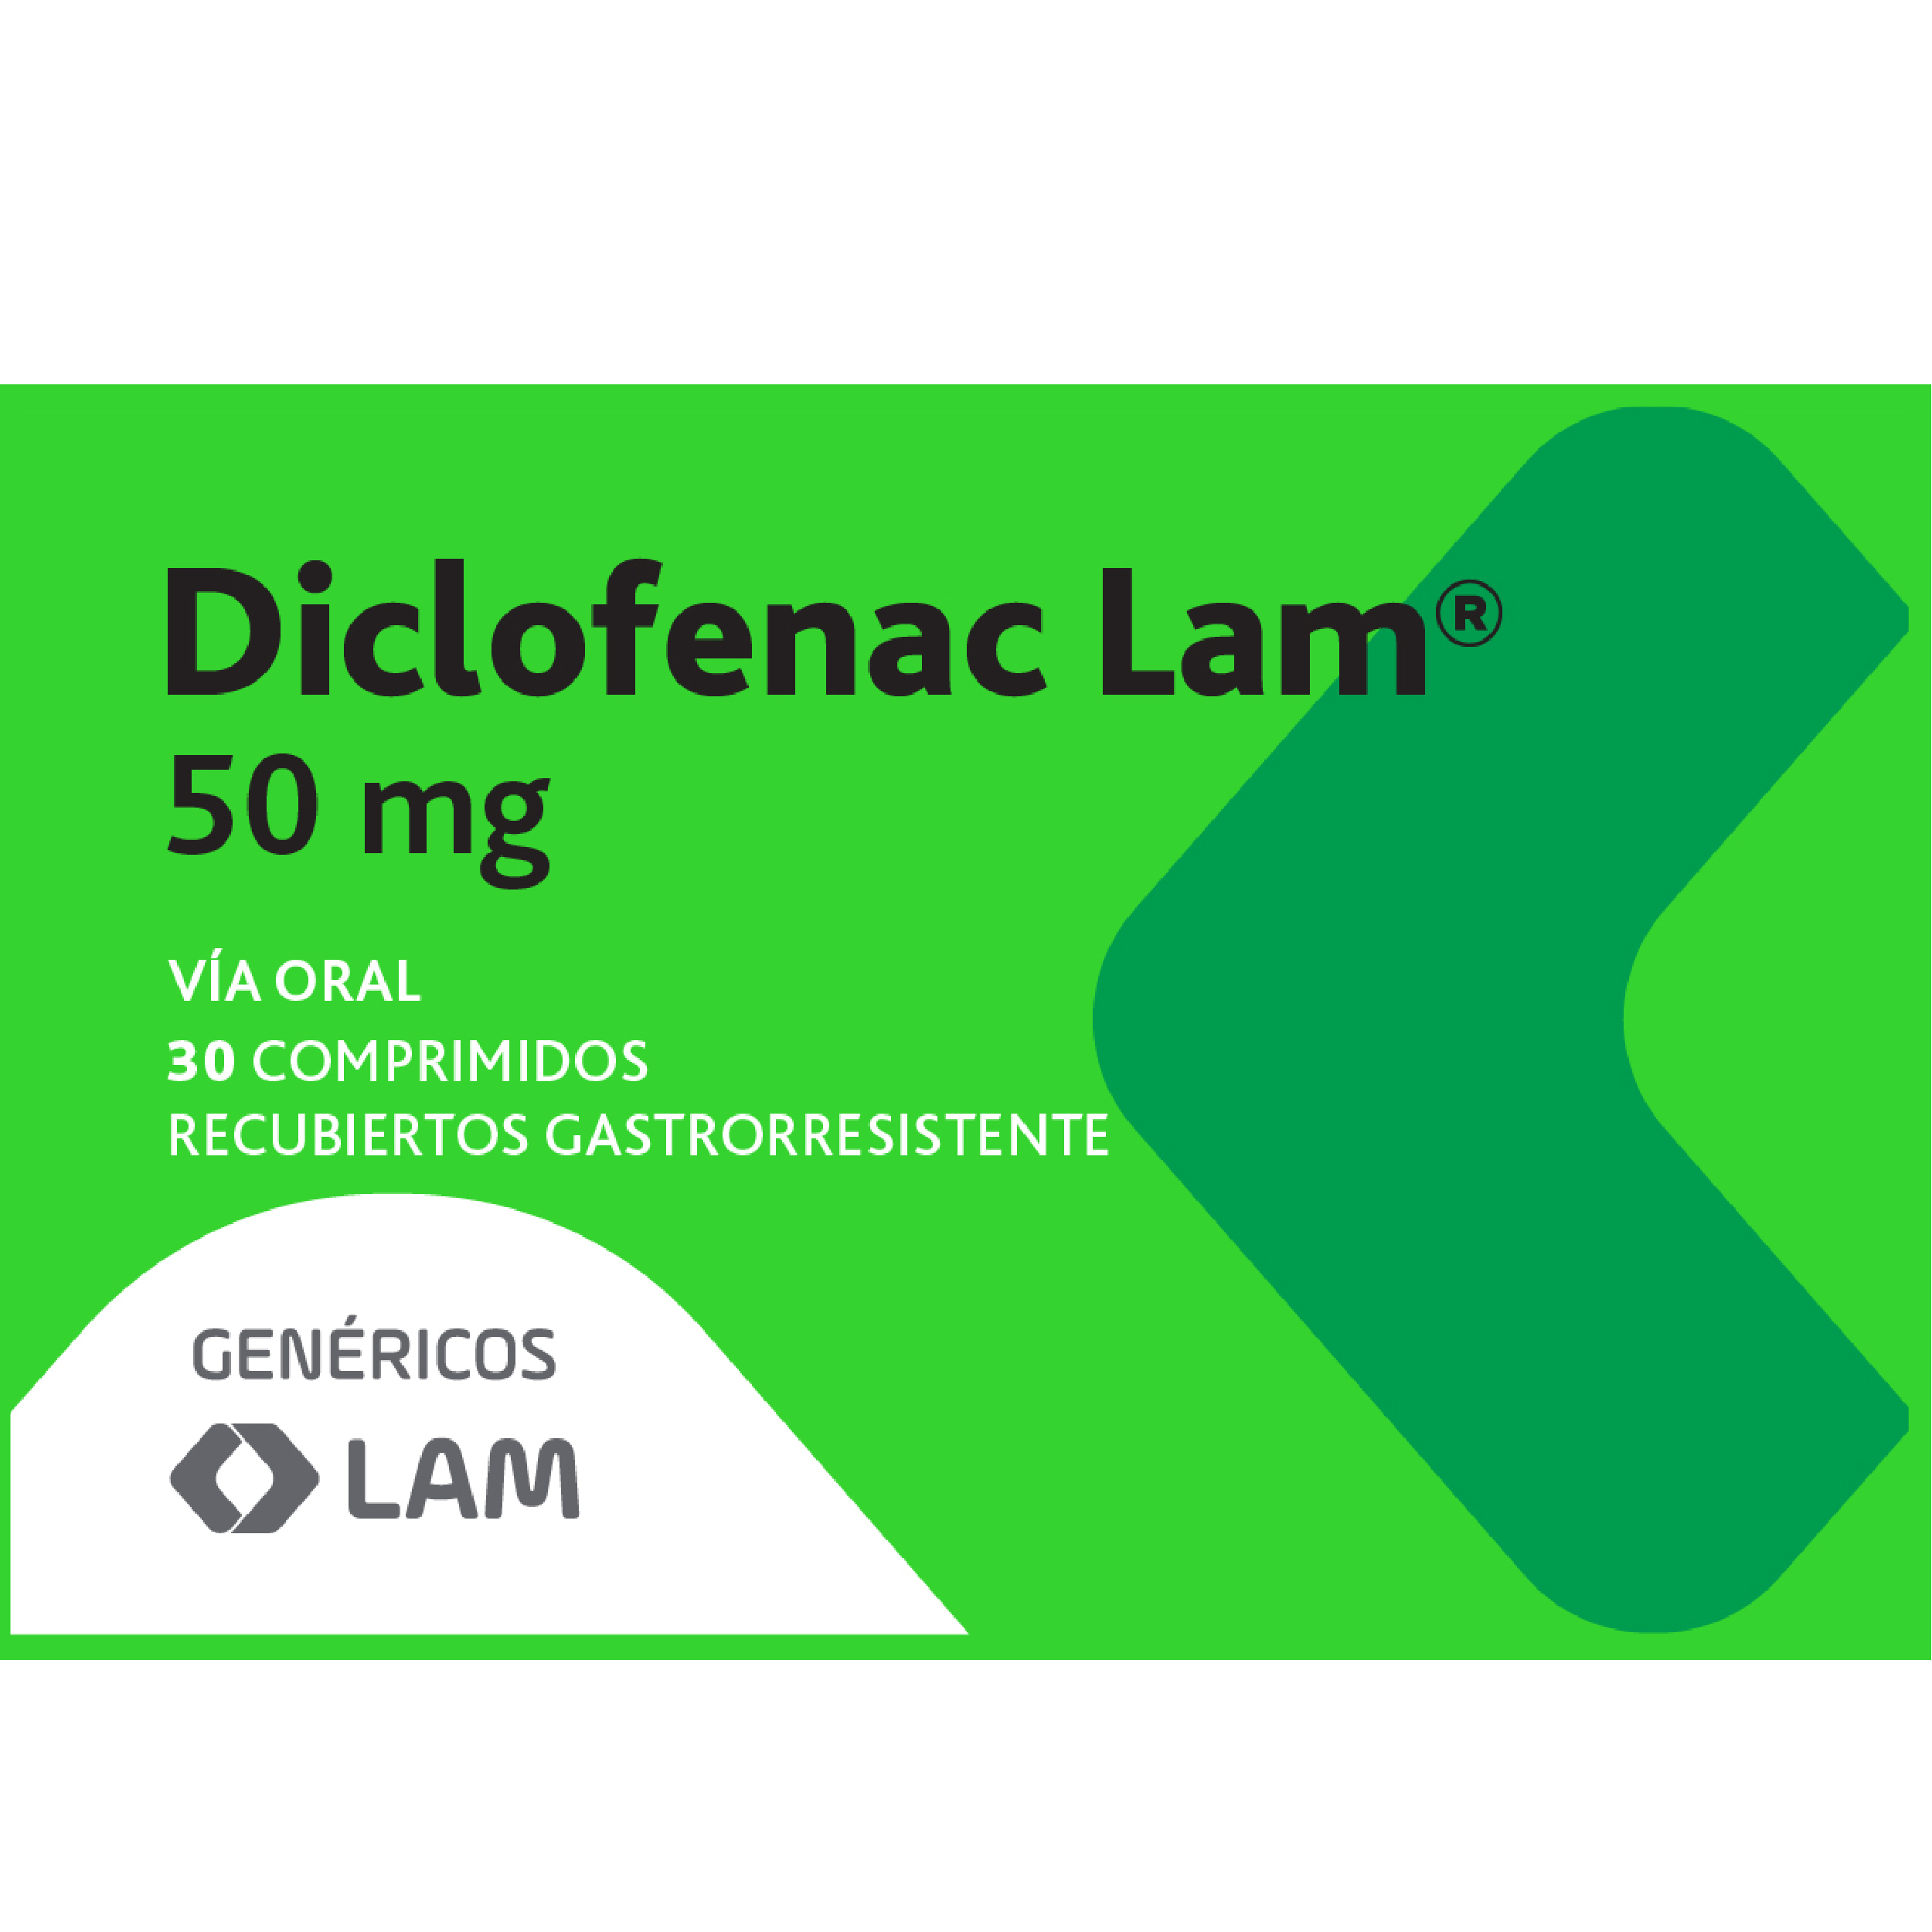 Diclofenac Lam®
50 mg
VÍA ORAL
30 COMPRIMIDOS
RECUBIERTOS GASTRORRESISTENTE
GENÉRICOS
LAM